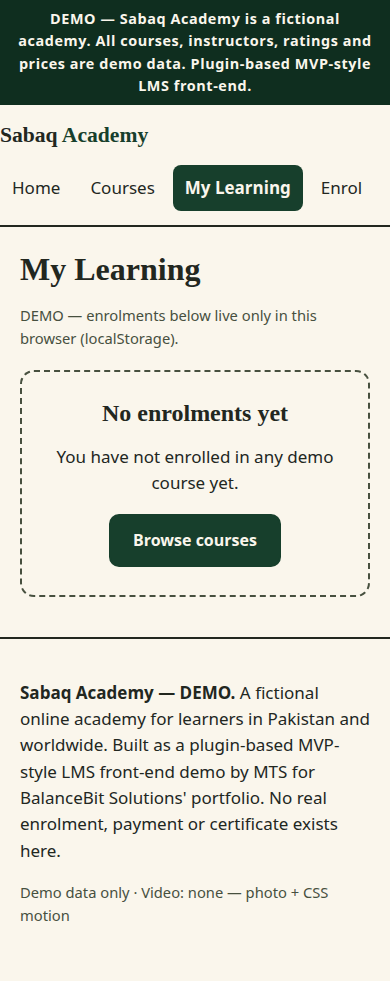 DEMO — Sabaq Academy is a fictional
academy. All courses, instructors, ratings and
prices are demo data. Plugin-based MVP-style
LMS front-end.
Sabaq Academy
Home Courses My Learning Enrol
My Learning
DEMO — enrolments below live only in this
browser (localStorage).
No enrolments yet
You have not enrolled in any demo
course yet.
Browse courses
Sabaq Academy — DEMO. A fictional
online academy for learners in Pakistan and
worldwide. Built as a plugin-based MVP-
style LMS front-end demo by MTS for
BalanceBit Solutions' portfolio. No real
enrolment, payment or certificate exists
here.
Demo data only · Video: none — photo + CSS
motion